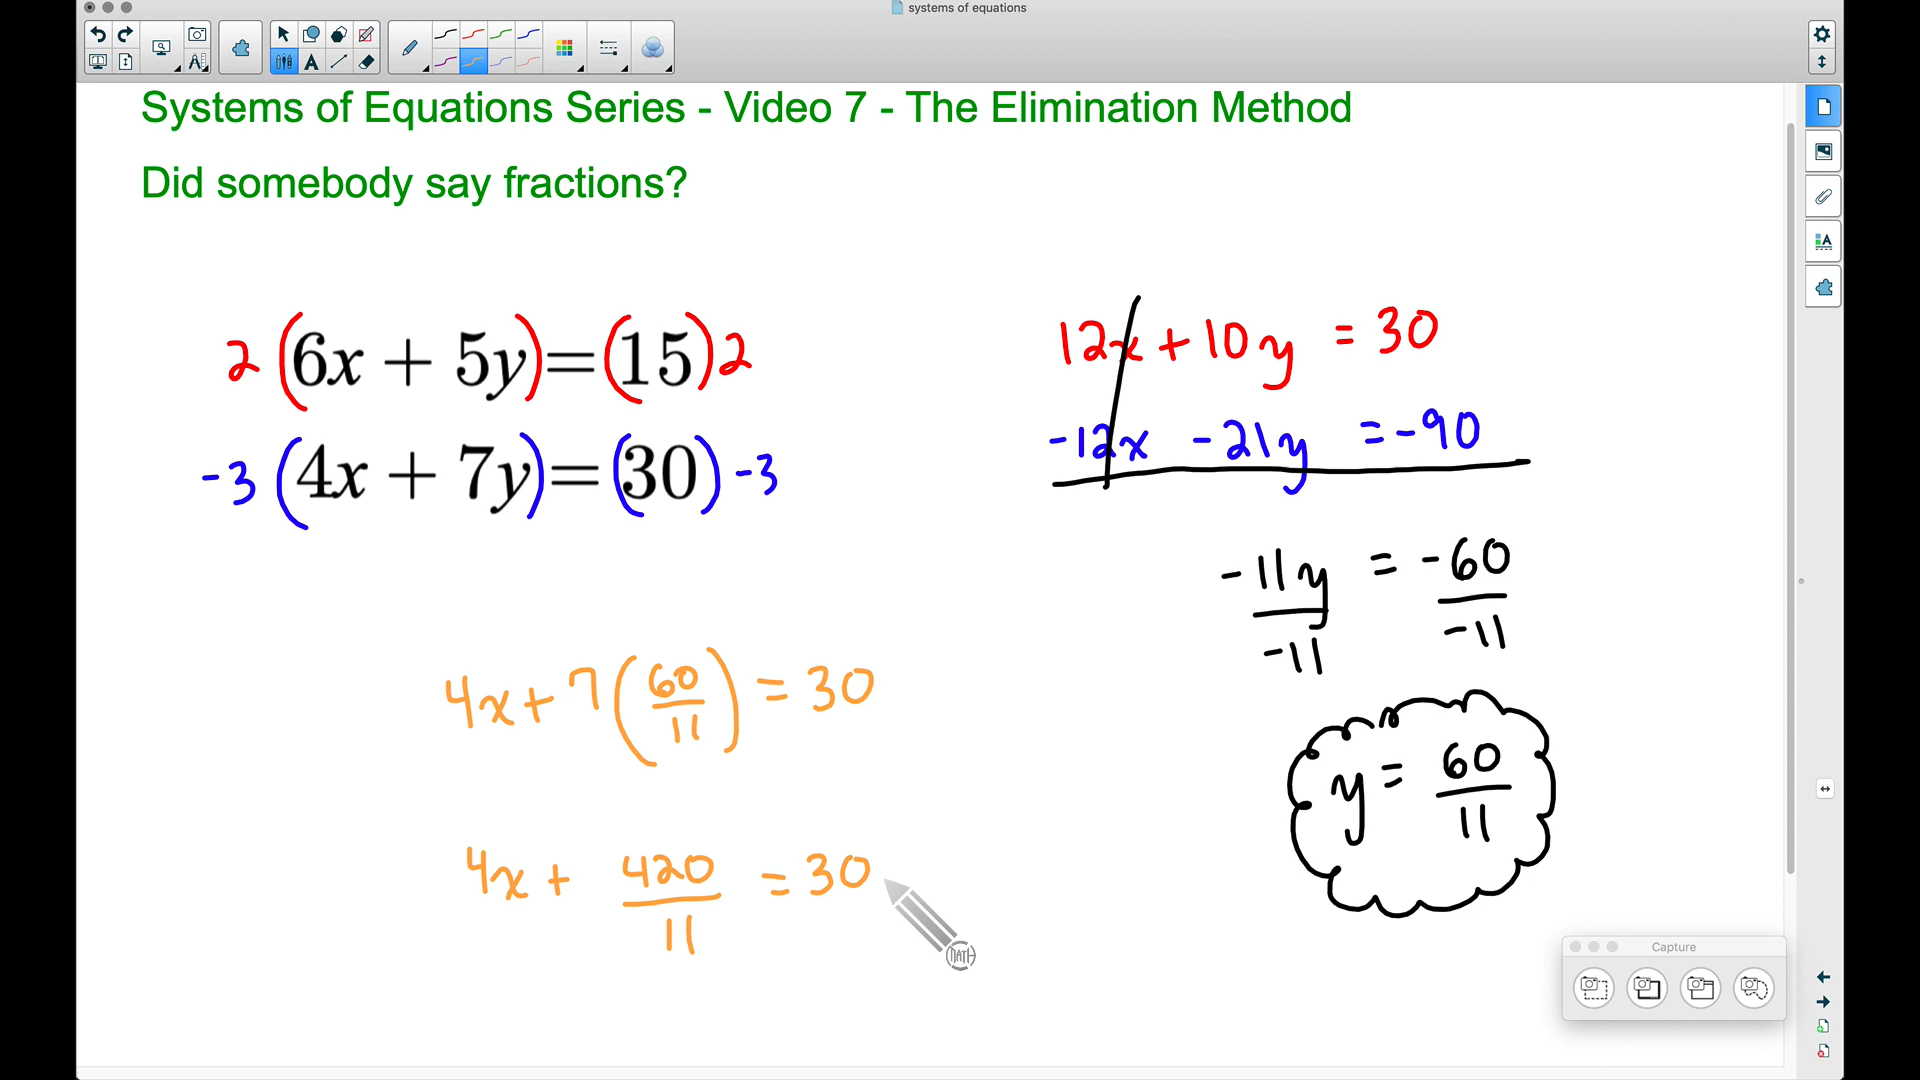 systems of equations
Systems of Equations Series - Video 7 - The Elimination Method
Did somebody say fractions?
2(6x + 5y)=(15)2
-3(4x + 7y)=(30)-3
12x + 10y = 30
-12x - 21y = -90
-11y = -60
-11 -11
y = 60/11
4x + 7(60/11) = 30
4x + 420/11 = 30
MATH
Capture